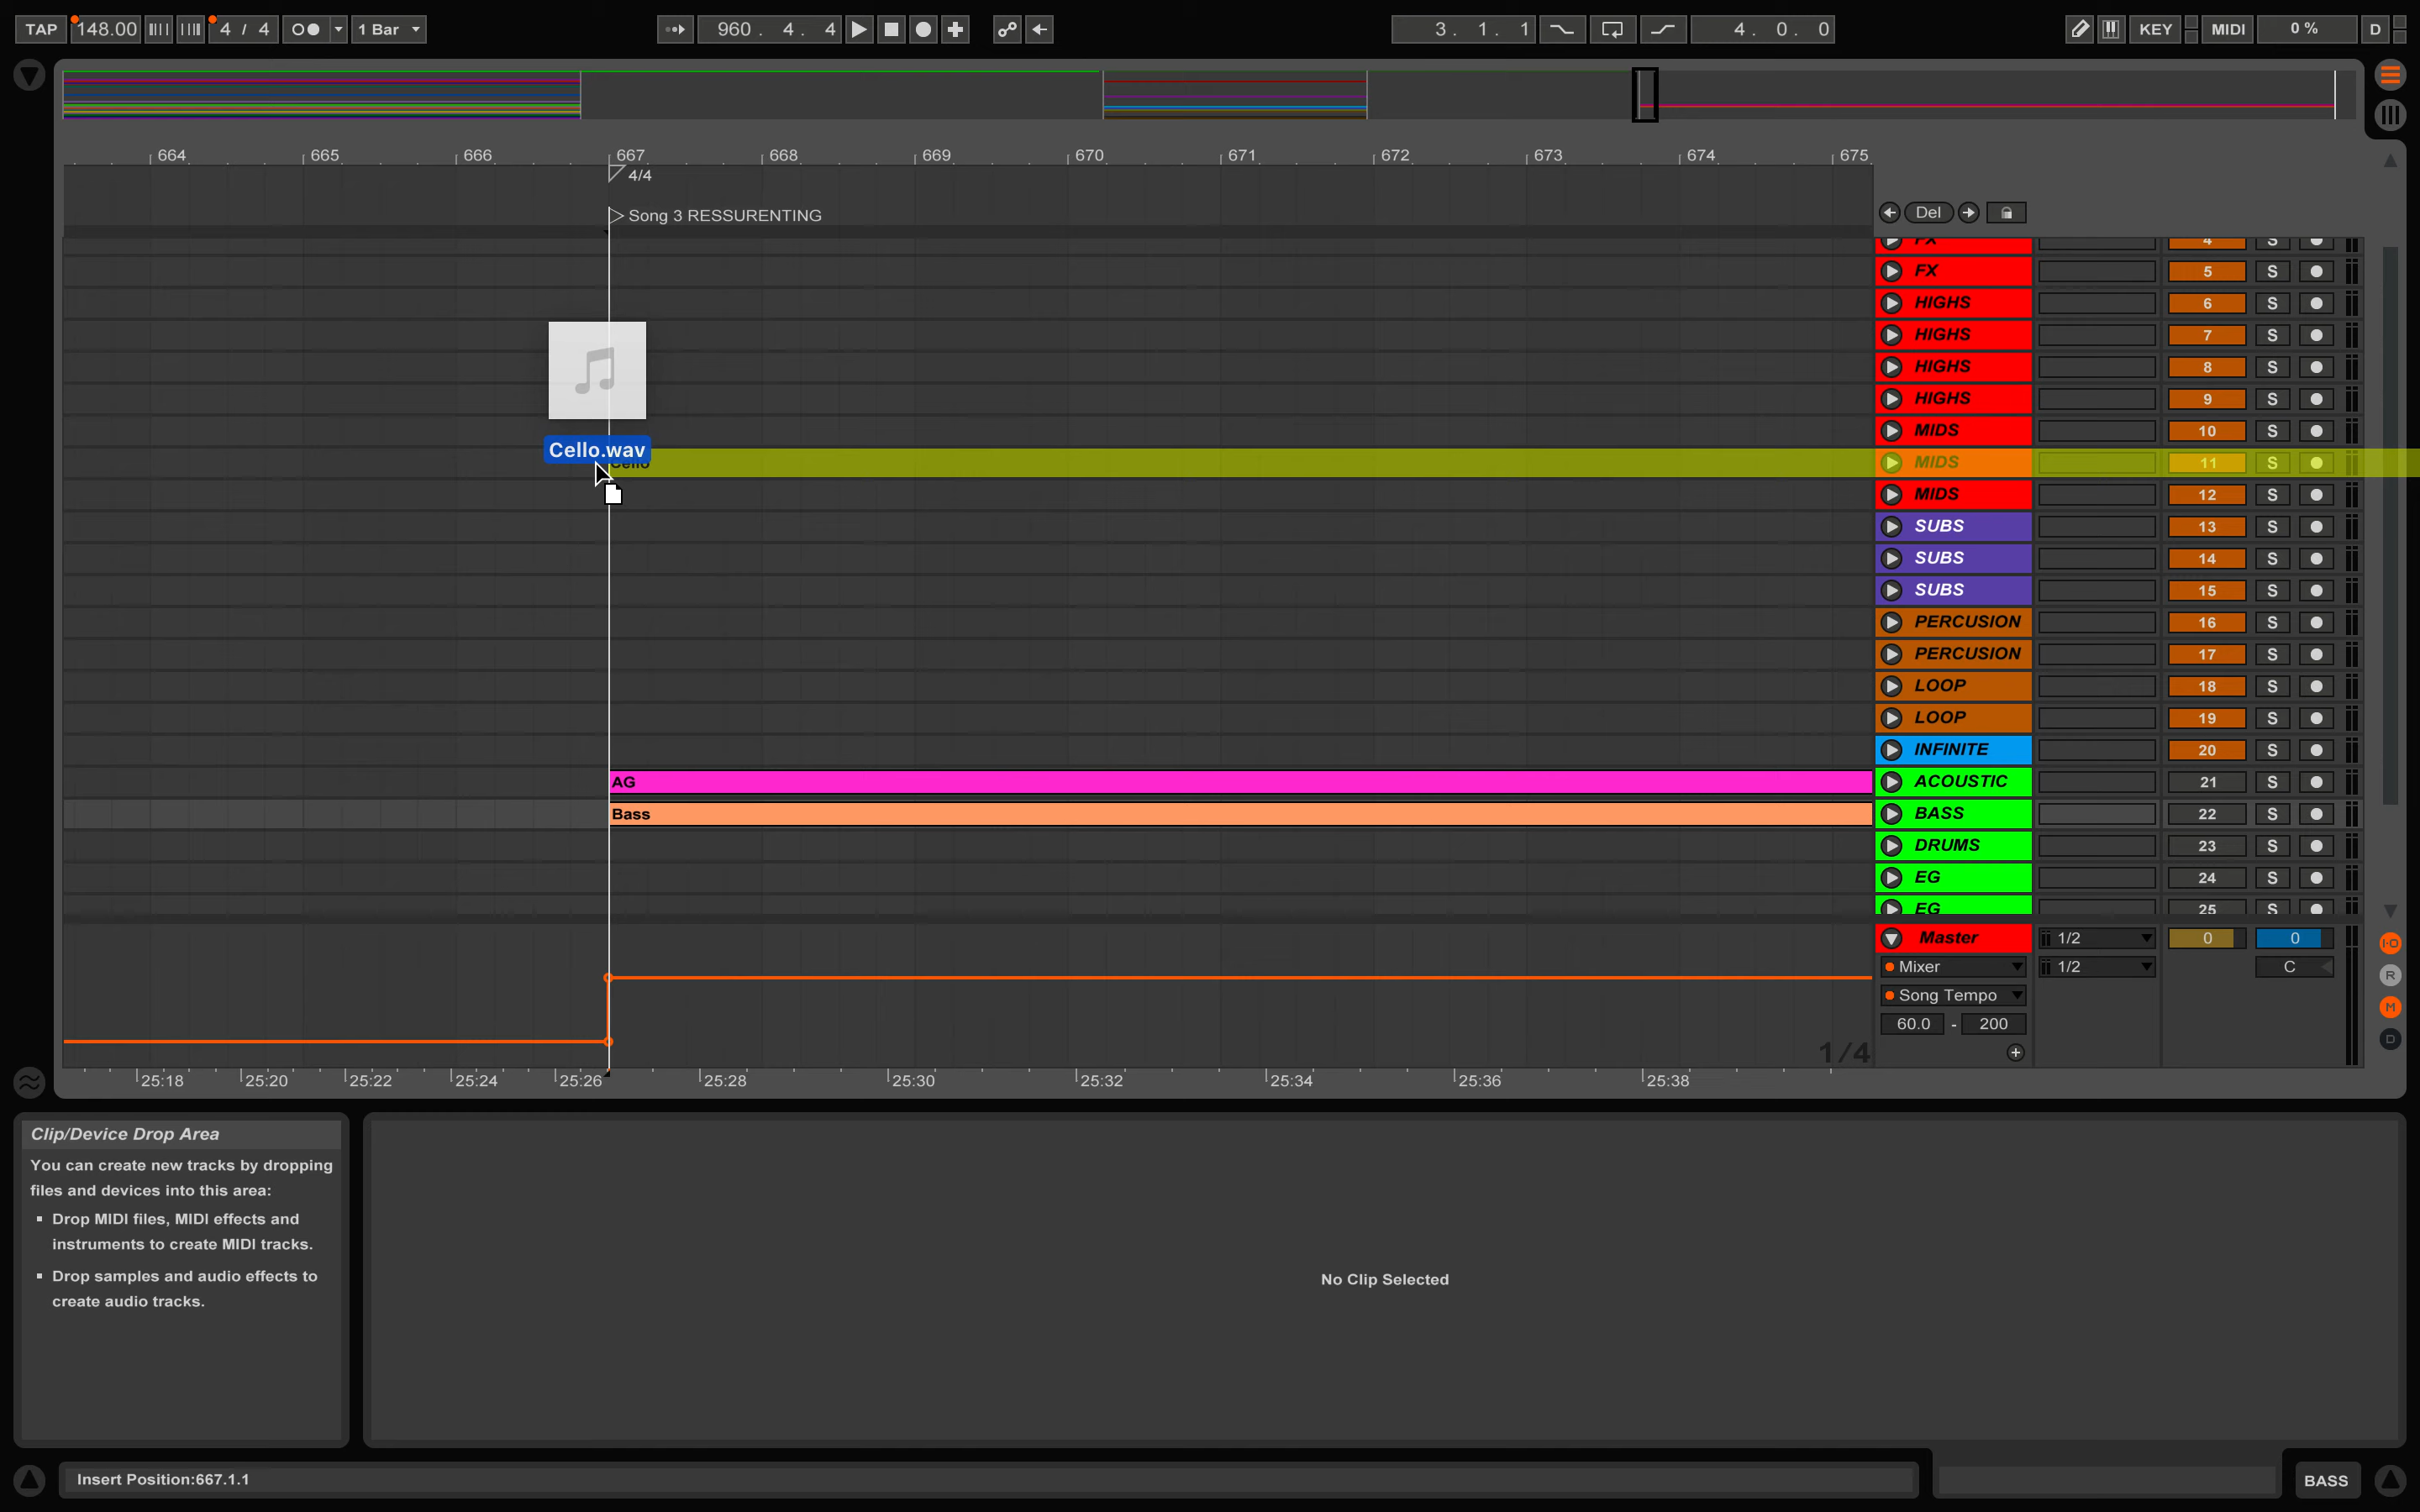 TAP 148.00 4 / 4 1 Bar 960 . 4 . 4 3 . 1 . 1 4 . 0 . 0 KEY MIDI 0 % D
664 665 666 667 668 669 670 671 672 673 674 675
4/4
Song 3 RESSURENTING Del
FX 4 S
FX 5 S
HIGHS 6 S
HIGHS 7 S
HIGHS 8 S
HIGHS 9 S
MIDS 10 S
Cello.wav
Cello MIDS 11 S
MIDS 12 S
SUBS 13 S
SUBS 14 S
SUBS 15 S
PERCUSION 16 S
PERCUSION 17 S
LOOP 18 S
LOOP 19 S
INFINITE 20 S
AG ACOUSTIC 21 S
Bass BASS 22 S
DRUMS 23 S
EG 24 S
EG 25 S
Master 1/2 0 0 I·O
Mixer 1/2 C R
Song Tempo M
60.0 - 200 D
1/4
25:18 25:20 25:22 25:24 25:26 25:28 25:30 25:32 25:34 25:36 25:38
Clip/Device Drop Area
You can create new tracks by dropping
files and devices into this area:
Drop MIDI files, MIDI effects and
instruments to create MIDI tracks.
Drop samples and audio effects to
create audio tracks.
No Clip Selected
Insert Position:667.1.1 BASS